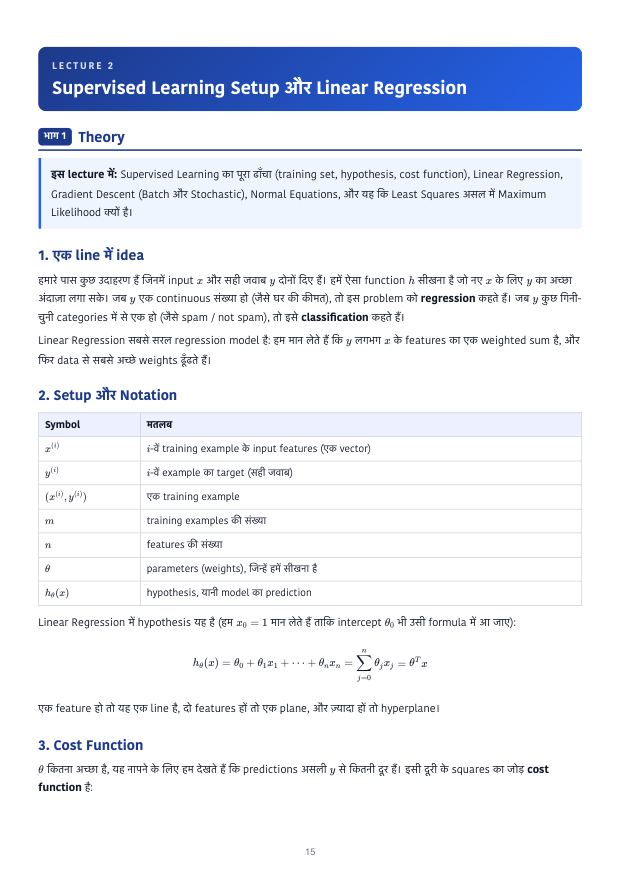 LECTURE 2
Supervised Learning Setup और Linear Regression
भाग 1 Theory
इस lecture में: Supervised Learning का पूरा ढाँचा (training set, hypothesis, cost function), Linear Regression,
Gradient Descent (Batch और Stochastic), Normal Equations, और यह कि Least Squares असल में Maximum
Likelihood क्यों है।
1. एक line में idea
हमारे पास कुछ उदाहरण हैं जिनमें input x और सही जवाब y दोनों दिए हैं। हमें ऐसा function h सीखना है जो नए x के लिए y का अच्छा
अंदाज़ा लगा सके। जब y एक continuous संख्या हो (जैसे घर की कीमत), तो इस problem को regression कहते हैं। जब y कुछ गिनी-
चुनी categories में से एक हो (जैसे spam / not spam), तो इसे classification कहते हैं।
Linear Regression सबसे सरल regression model है: हम मान लेते हैं कि y लगभग x के features का एक weighted sum है, और
फिर data से सबसे अच्छे weights ढूँढते हैं।
2. Setup और Notation
Symbol मतलब
x^(i) i-वें training example के input features (एक vector)
y^(i) i-वें example का target (सही जवाब)
(x^(i), y^(i)) एक training example
m training examples की संख्या
n features की संख्या
θ parameters (weights), जिन्हें हमें सीखना है
h_θ(x) hypothesis, यानी model का prediction
Linear Regression में hypothesis यह है (हम x₀ = 1 मान लेते हैं ताकि intercept θ₀ भी उसी formula में आ जाए):
h_θ(x) = θ₀ + θ₁x₁ + ⋯ + θₙxₙ = ∑_{j=0}^{n} θ_j x_j = θ^T x
एक feature हो तो यह एक line है, दो features हों तो एक plane, और ज़्यादा हों तो hyperplane।
3. Cost Function
θ कितना अच्छा है, यह नापने के लिए हम देखते हैं कि predictions असली y से कितनी दूर हैं। इसी दूरी के squares का जोड़ cost
function है:
15